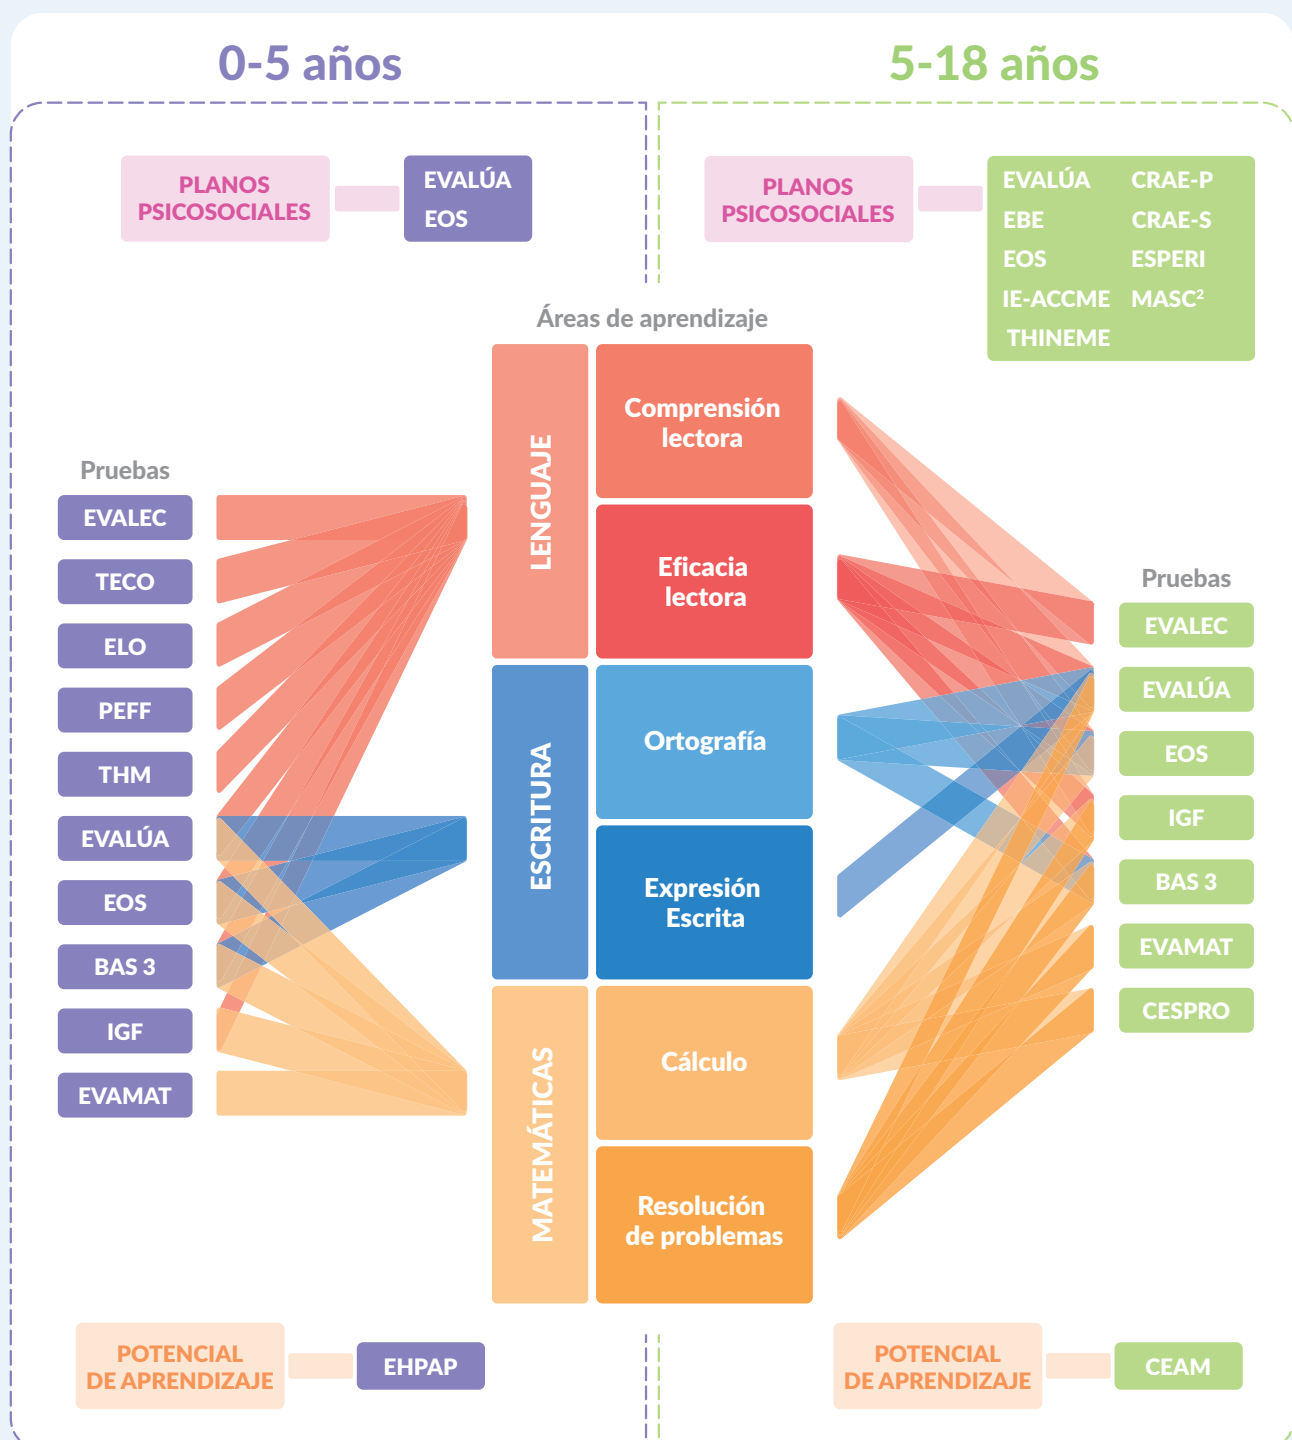 0-5 años
5-18 años
PLANOS
PSICOSOCIALES
EVALÚA
EOS
PLANOS
PSICOSOCIALES
EVALÚA CRAE-P
EBE CRAE-S
EOS ESPERI
IE-ACCME MASC²
THINEME
Áreas de aprendizaje
LENGUAJE
Comprensión
lectora
Eficacia
lectora
ESCRITURA
Ortografía
Expresión
Escrita
MATEMÁTICAS
Cálculo
Resolución
de problemas
Pruebas
EVALEC
TECO
ELO
PEFF
THM
EVALÚA
EOS
BAS 3
IGF
EVAMAT
Pruebas
EVALEC
EVALÚA
EOS
IGF
BAS 3
EVAMAT
CESPRO
POTENCIAL
DE APRENDIZAJE
EHPAP
POTENCIAL
DE APRENDIZAJE
CEAM